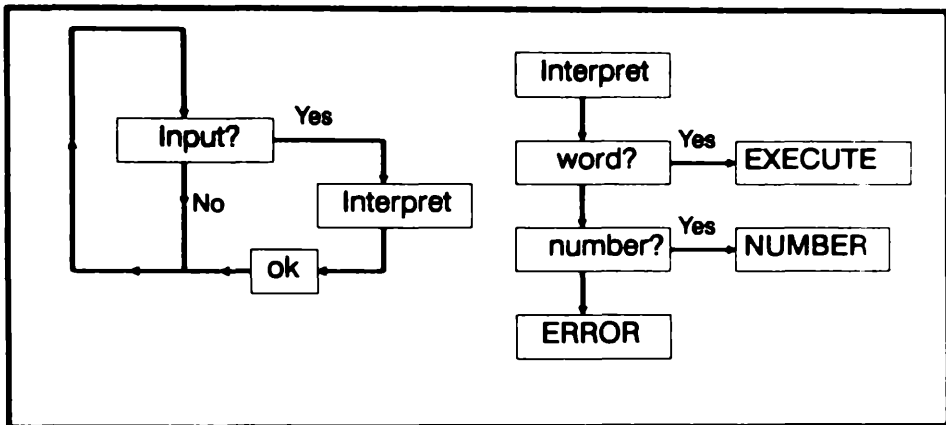 Input?
Yes
No
Interpret
ok
Interpret
word?
Yes
EXECUTE
number?
Yes
NUMBER
ERROR